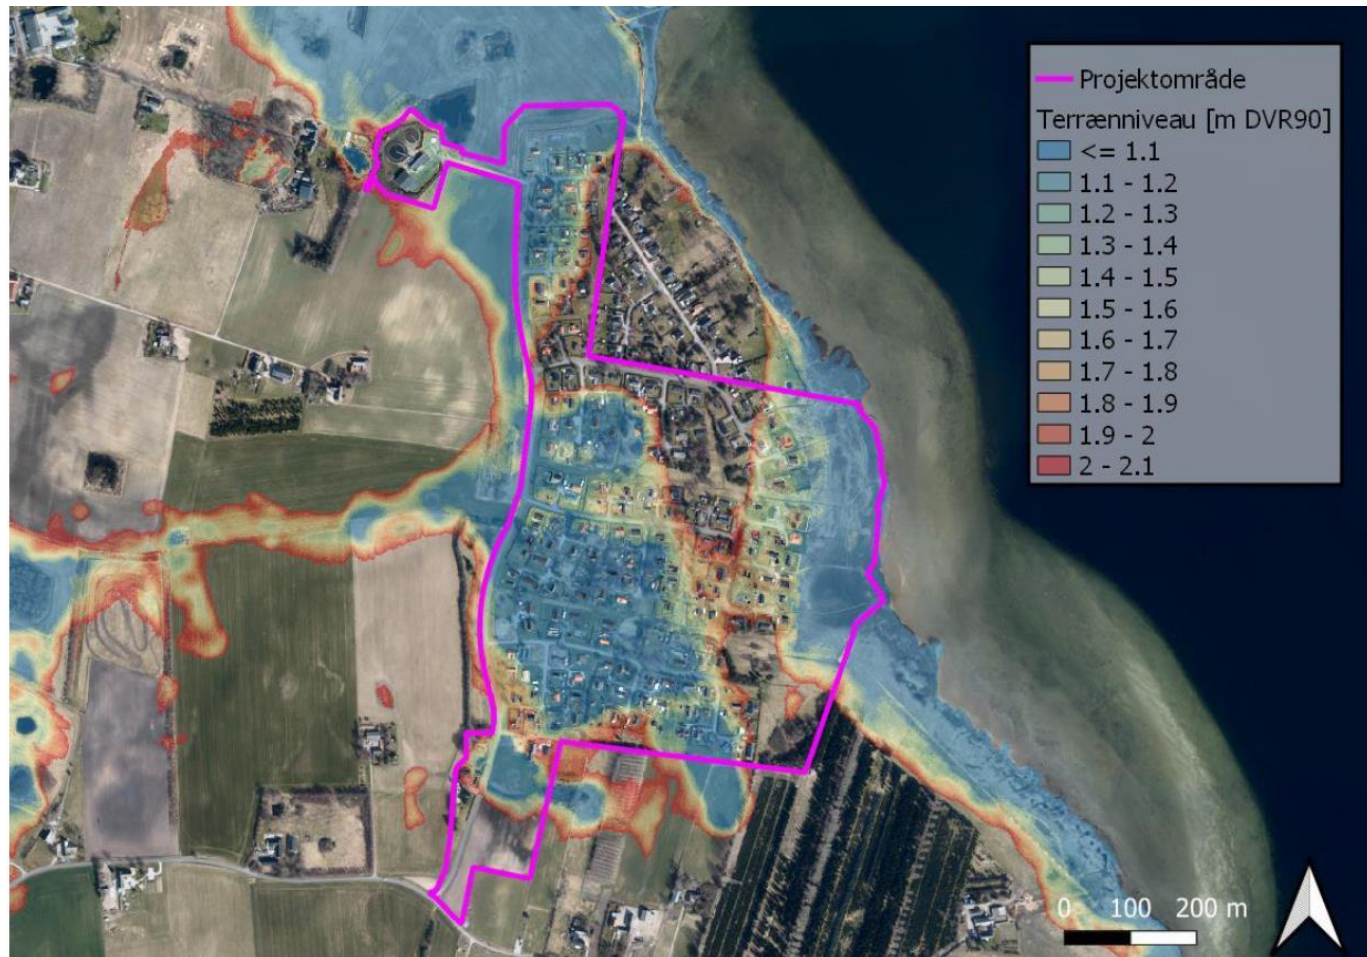 Projektområde
Terrænniveau [m DVR90]
<= 1.1
1.1 - 1.2
1.2 - 1.3
1.3 - 1.4
1.4 - 1.5
1.5 - 1.6
1.6 - 1.7
1.7 - 1.8
1.8 - 1.9
1.9 - 2
2 - 2.1
0 100 200 m